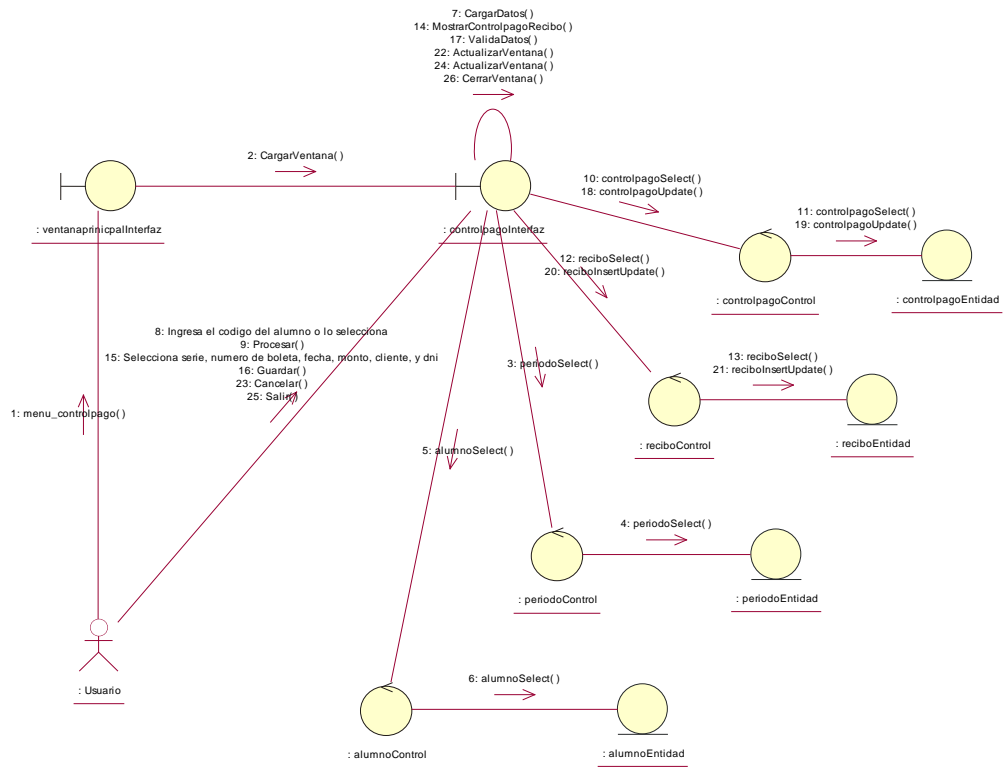 7: CargarDatos( )
14: MostrarControlpagoRecibo( )
17: ValidaDatos( )
22: ActualizarVentana( )
24: ActualizarVentana( )
26: CerrarVentana( )
2: CargarVentana( )
10: controlpagoSelect( )
18: controlpagoUpdate( )
11: controlpagoSelect( )
19: controlpagoUpdate( )
: ventanaprinicpalInterfaz
: controlpagoInterfaz
12: reciboSelect( )
20: reciboInsertUpdate( )
: controlpagoControl
: controlpagoEntidad
8: Ingresa el codigo del alumno o lo selecciona
9: Procesar( )
15: Selecciona serie, numero de boleta, fecha, monto, cliente, y dni
16: Guardar( )
23: Cancelar( )
25: Salir( )
3: periodoSelect( )
13: reciboSelect( )
21: reciboInsertUpdate( )
1: menu_controlpago( )
: reciboControl
: reciboEntidad
5: alumnoSelect( )
4: periodoSelect( )
: periodoControl
: periodoEntidad
6: alumnoSelect( )
: Usuario
: alumnoControl
: alumnoEntidad